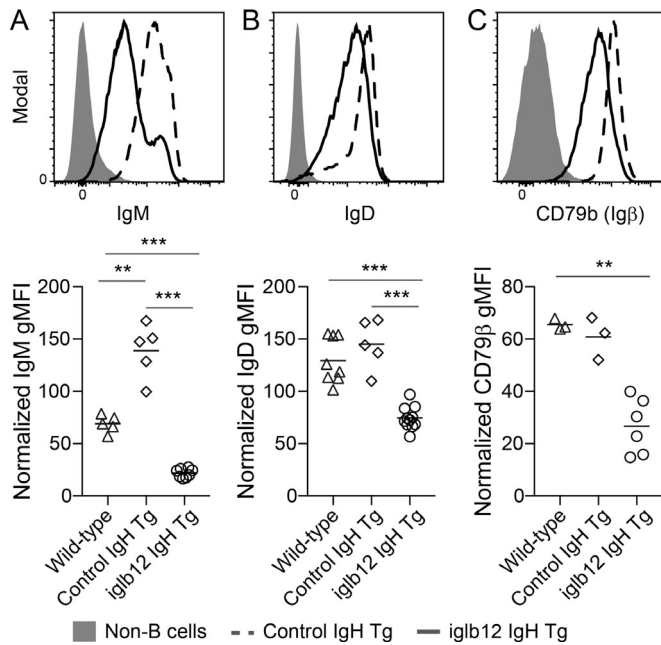 A
B
C
Modal
0
0
0
0
IgM
IgD
CD79b (Igβ)
***
**
***
***
***
**
Normalized IgM gMFI
200
150
100
50
0
Wild-type
Control IgH Tg
iglb12 IgH Tg
Normalized IgD gMFI
200
150
100
50
0
Wild-type
Control IgH Tg
iglb12 IgH Tg
Normalized CD79β gMFI
80
60
40
20
0
Wild-type
Control IgH Tg
iglb12 IgH Tg
Non-B cells Control IgH Tg iglb12 IgH Tg